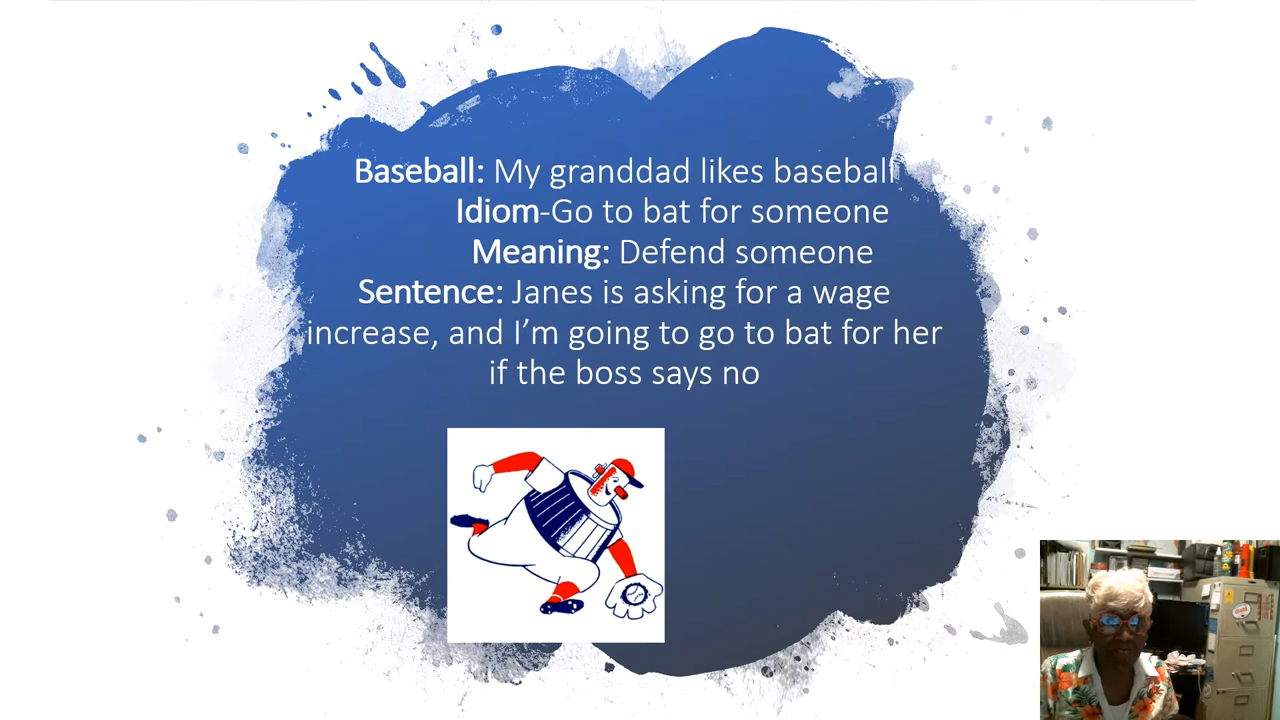 Baseball: My granddad likes baseball
Idiom-Go to bat for someone
Meaning: Defend someone
Sentence: Janes is asking for a wage
increase, and I’m going to go to bat for her
if the boss says no